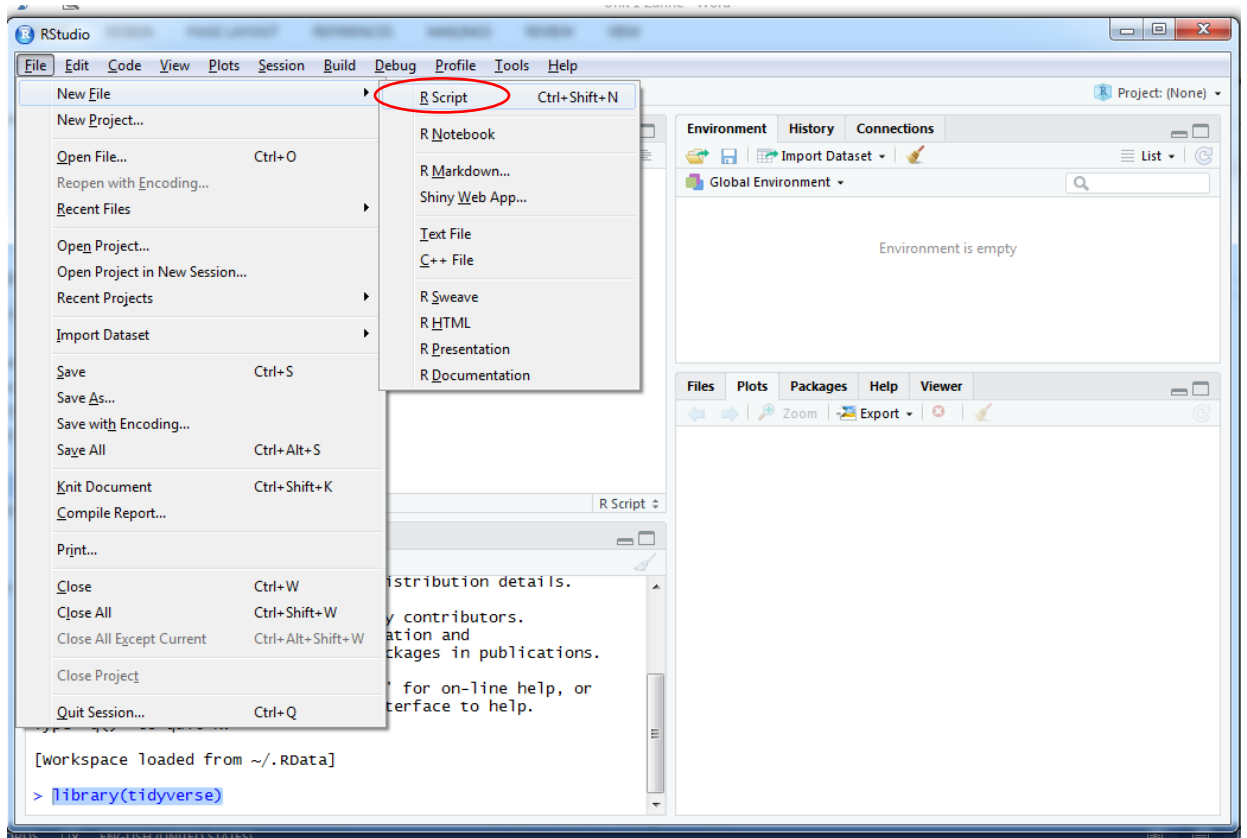 RStudio
File Edit Code View Plots Session Build Debug Profile Tools Help
New File
R Script Ctrl+Shift+N
Project: (None)
New Project...
R Notebook
Open File... Ctrl+O
R Markdown...
Reopen with Encoding...
Shiny Web App...
Recent Files
Text File
Open Project...
C++ File
Open Project in New Session...
Recent Projects
R Sweave
R HTML
Import Dataset
R Presentation
Save Ctrl+S
R Documentation
Save As...
Save with Encoding...
Save All Ctrl+Alt+S
Knit Document Ctrl+Shift+K
Compile Report...
Print...
Close Ctrl+W
Close All Ctrl+Shift+W
Close All Except Current Ctrl+Alt+Shift+W
Close Project
Quit Session... Ctrl+Q
Environment History Connections
Import Dataset List
Global Environment
Environment is empty
Files Plots Packages Help Viewer
Zoom Export
R Script
istribution details.
y contributors.
ation and
ckages in publications.
' for on-line help, or
terface to help.
[Workspace loaded from ~/.RData]
> library(tidyverse)